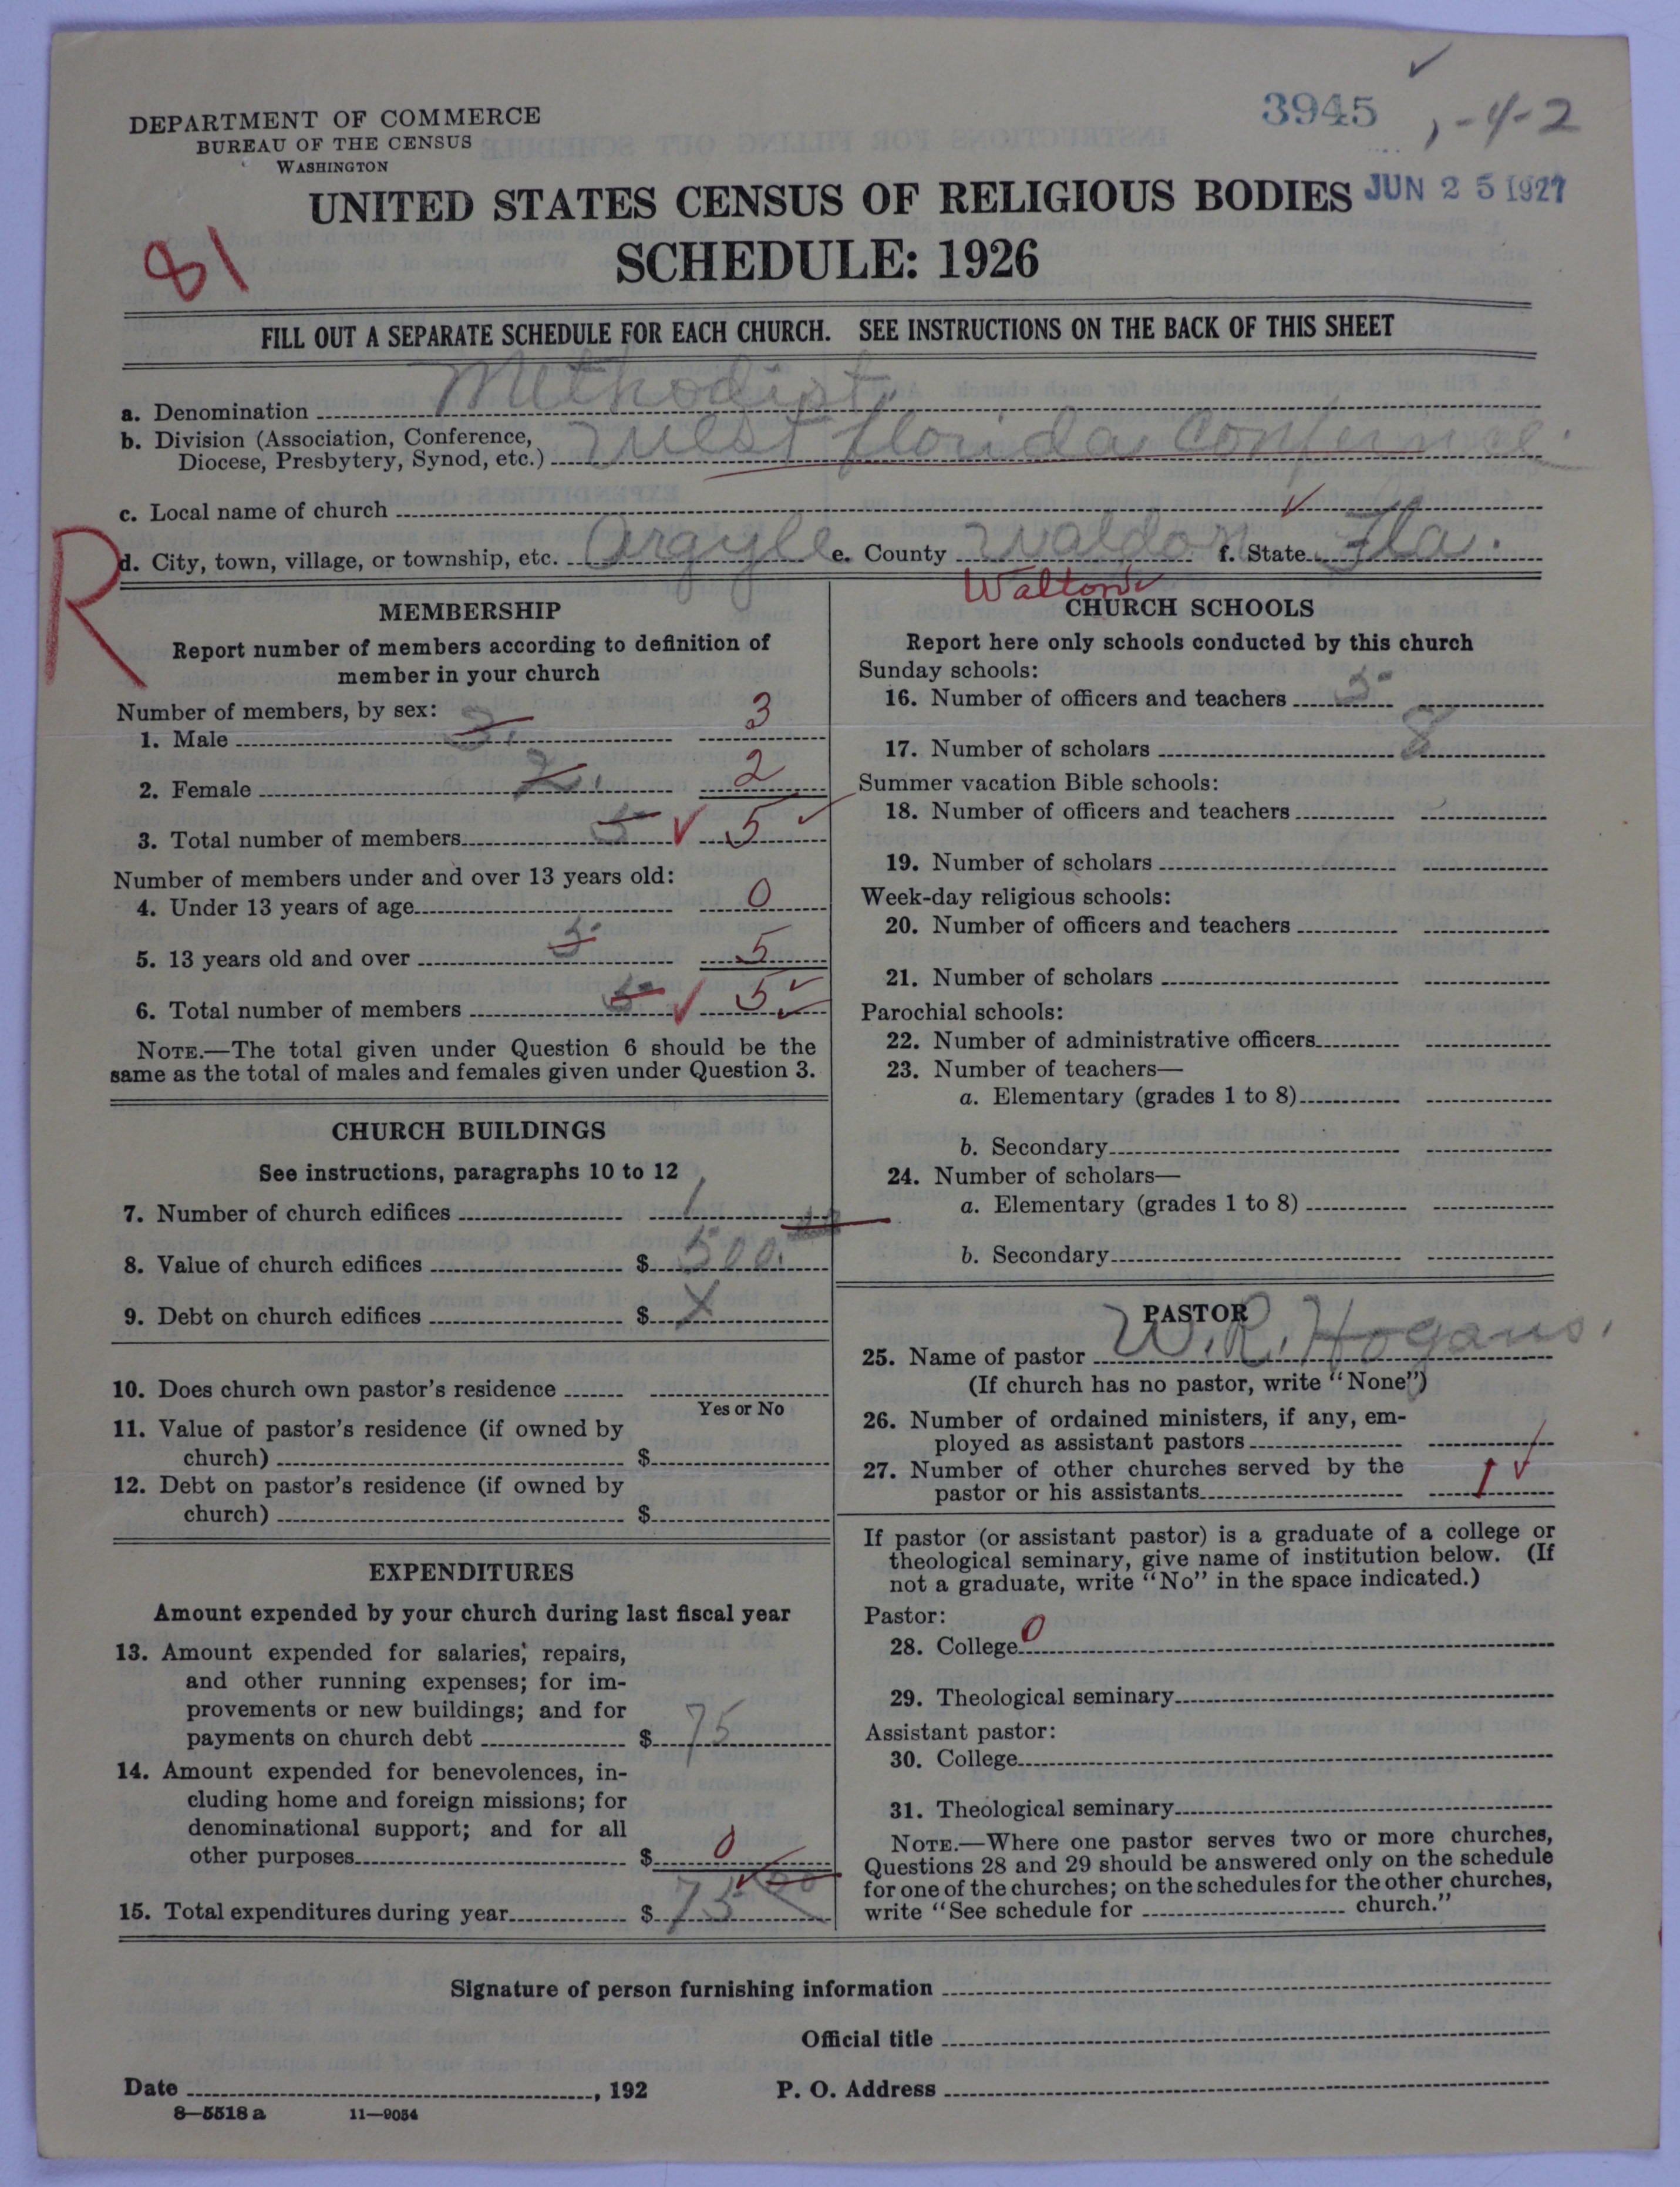 3945
1-4-2
DEPARTMENT OF COMMERCE
BUREAU OF THE CENSUS
WASHINGTON
UNITED STATES CENSUS OF RELIGIOUS BODIES
JUN 25 1927
81
SCHEDULE: 1926
FILL OUT A SEPARATE SCHEDULE FOR EACH CHURCH. SEE INSTRUCTIONS ON THE BACK OF THIS SHEET
a. Denomination Methodist
b. Division (Association, Conference,
Diocese, Presbytery, Synod, etc.) West Florida Conference.
c. Local name of church
R
d. City, town, village, or township, etc. Argyle e. County Waldon f. State Fla.
Walton
MEMBERSHIP
Report number of members according to definition of
member in your church
Number of members, by sex:
1. Male 3. 3
2. Female 2. 2
3. Total number of members 5 5
Number of members under and over 13 years old:
4. Under 13 years of age 0
5. 13 years old and over 5 5
6. Total number of members 5 5
NOTE.—The total given under Question 6 should be the
same as the total of males and females given under Question 3.
CHURCH BUILDINGS
See instructions, paragraphs 10 to 12
7. Number of church edifices 1
8. Value of church edifices $ 500.
9. Debt on church edifices $ X
10. Does church own pastor's residence
Yes or No
11. Value of pastor's residence (if owned by
church) $
12. Debt on pastor's residence (if owned by
church) $
EXPENDITURES
Amount expended by your church during last fiscal year
13. Amount expended for salaries, repairs,
and other running expenses; for im-
provements or new buildings; and for
payments on church debt $ 75
14. Amount expended for benevolences, in-
cluding home and foreign missions; for
denominational support; and for all
other purposes $ 0
15. Total expenditures during year $ 75 00
CHURCH SCHOOLS
Report here only schools conducted by this church
Sunday schools:
16. Number of officers and teachers 5
17. Number of scholars 8
Summer vacation Bible schools:
18. Number of officers and teachers
19. Number of scholars
Week-day religious schools:
20. Number of officers and teachers
21. Number of scholars
Parochial schools:
22. Number of administrative officers
23. Number of teachers—
a. Elementary (grades 1 to 8)
b. Secondary
24. Number of scholars—
a. Elementary (grades 1 to 8)
b. Secondary
PASTOR
25. Name of pastor W. R. Hogans.
(If church has no pastor, write "None")
26. Number of ordained ministers, if any, em-
ployed as assistant pastors
27. Number of other churches served by the
pastor or his assistants 1
If pastor (or assistant pastor) is a graduate of a college or
theological seminary, give name of institution below. (If
not a graduate, write "No" in the space indicated.)
Pastor:
28. College 0
29. Theological seminary
Assistant pastor:
30. College
31. Theological seminary
NOTE.—Where one pastor serves two or more churches,
Questions 28 and 29 should be answered only on the schedule
for one of the churches; on the schedules for the other churches,
write "See schedule for church."
Signature of person furnishing information
Official title
Date , 192
P. O. Address
8—5518 a 11—9054